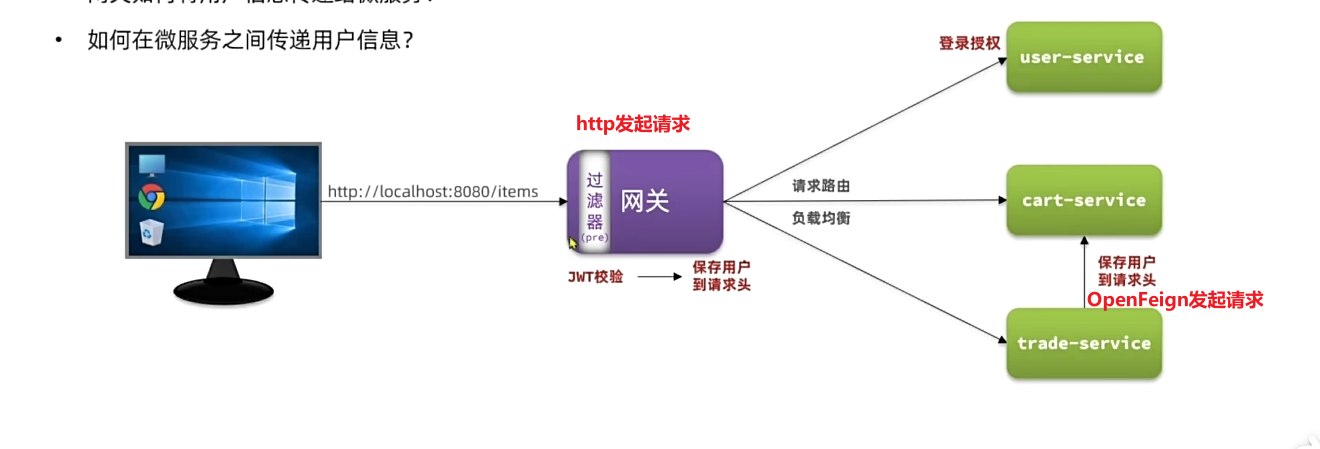 • 如何在微服务之间传递用户信息？
登录授权
user-service
http发起请求
http://localhost:8080/items
过滤器
(pre)
网关
请求路由
负载均衡
cart-service
JWT校验
保存用户
到请求头
保存用户
到请求头
OpenFeign发起请求
trade-service